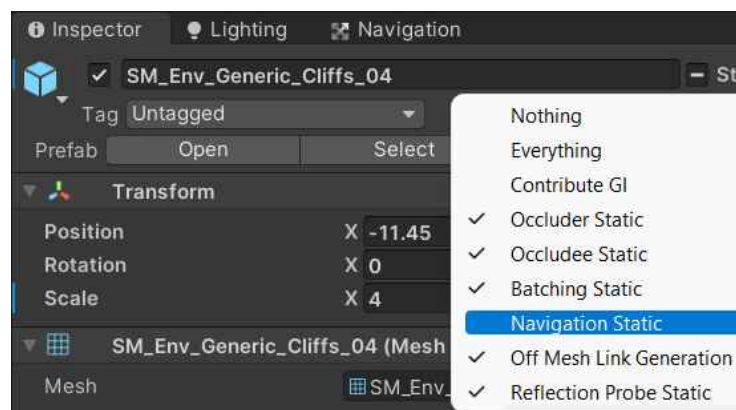 Inspector Lighting Navigation
SM_Env_Generic_Cliffs_04 St
Tag Untagged
Prefab Open Select
Transform
Position X -11.45
Rotation X 0
Scale X 4
SM_Env_Generic_Cliffs_04 (Mesh
Mesh SM_Env_
Nothing
Everything
Contribute GI
Occluder Static
Occludee Static
Batching Static
Navigation Static
Off Mesh Link Generation
Reflection Probe Static